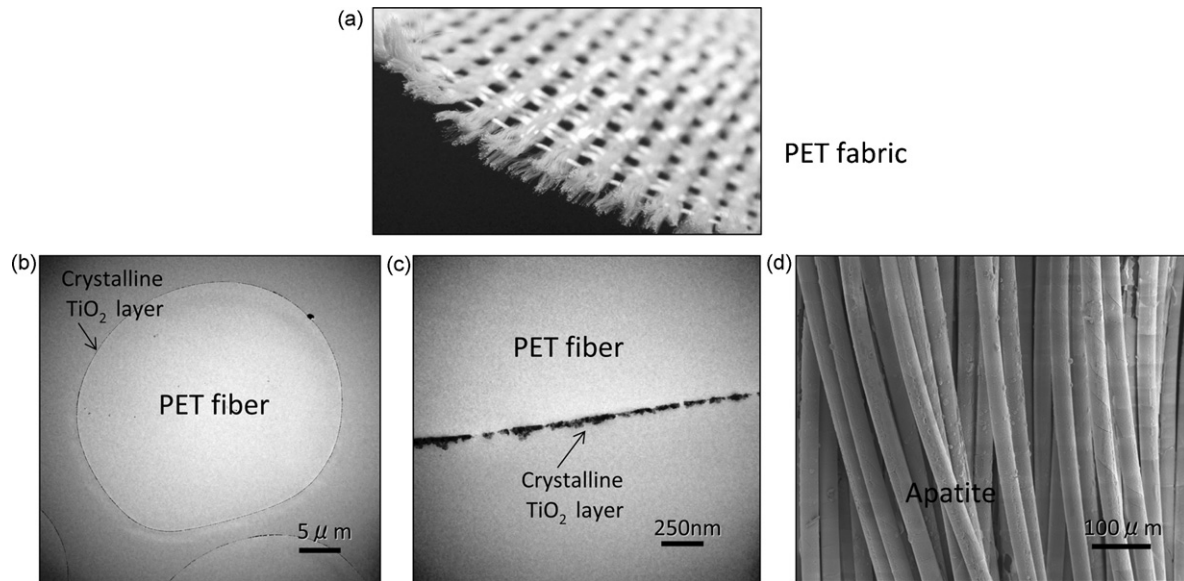 (a)
PET fabric
(b)
Crystalline
TiO₂ layer
PET fiber
5 μ m
(c)
PET fiber
Crystalline
TiO₂ layer
250nm
(d)
Apatite
100 μ m